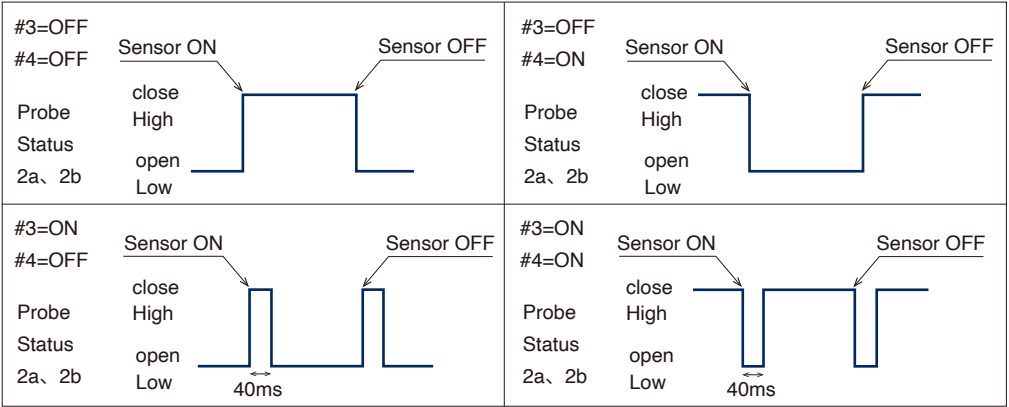 #3=OFF
#4=OFF
Sensor ON
Sensor OFF
close
High
Probe
Status
2a、2b
open
Low
#3=OFF
#4=ON
Sensor ON
Sensor OFF
close
High
Probe
Status
2a、2b
open
Low
#3=ON
#4=OFF
Sensor ON
Sensor OFF
close
High
Probe
Status
2a、2b
open
Low
40ms
#3=ON
#4=ON
Sensor ON
Sensor OFF
close
High
Probe
Status
2a、2b
open
Low
40ms